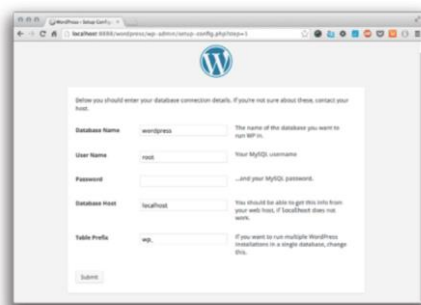 WordPress › Setup Config
localhost:8888/wordpress/wp-admin/setup-config.php?step=1
Below you should enter your database connection details. If you're not sure about these, contact your
host.
Database Name
wordpress
The name of the database you want to
run WP in.
User Name
root
Your MySQL username
Password
...and your MySQL password.
Database Host
localhost
You should be able to get this info from
your web host, if localhost does not
work.
Table Prefix
wp_
If you want to run multiple WordPress
installations in a single database, change
this.
Submit